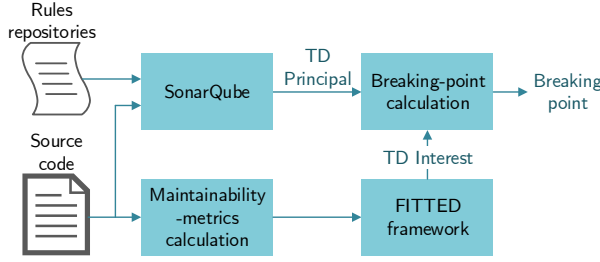 Rules
repositories
SonarQube
TD
Principal
Breaking-point
calculation
Breaking
point
Source
code
TD Interest
Maintainability
-metrics
calculation
FITTED
framework